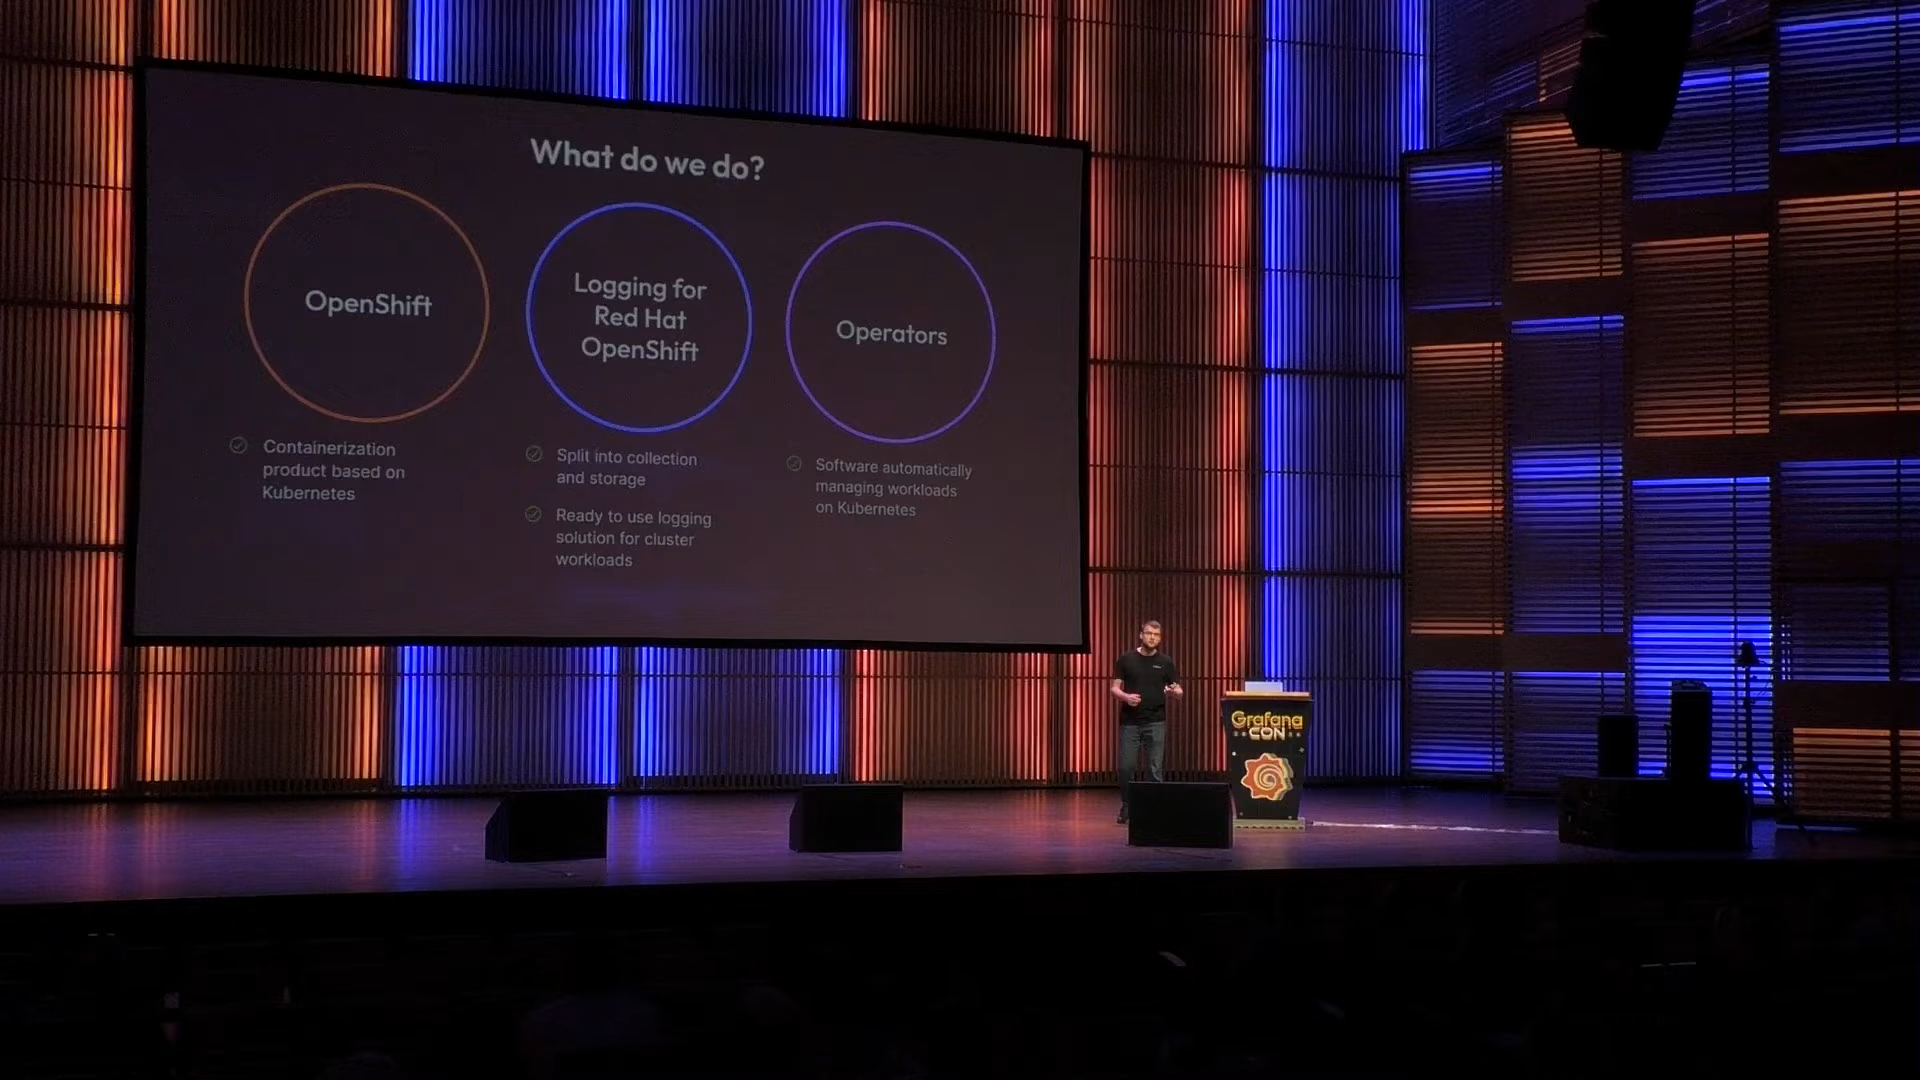 What do we do?
OpenShift
Containerization
product based on
Kubernetes
Logging for
Red Hat
OpenShift
Split into collection
and storage
Ready to use logging
solution for cluster
workloads
Operators
Software automatically
managing workloads
on Kubernetes
Grafana
CON